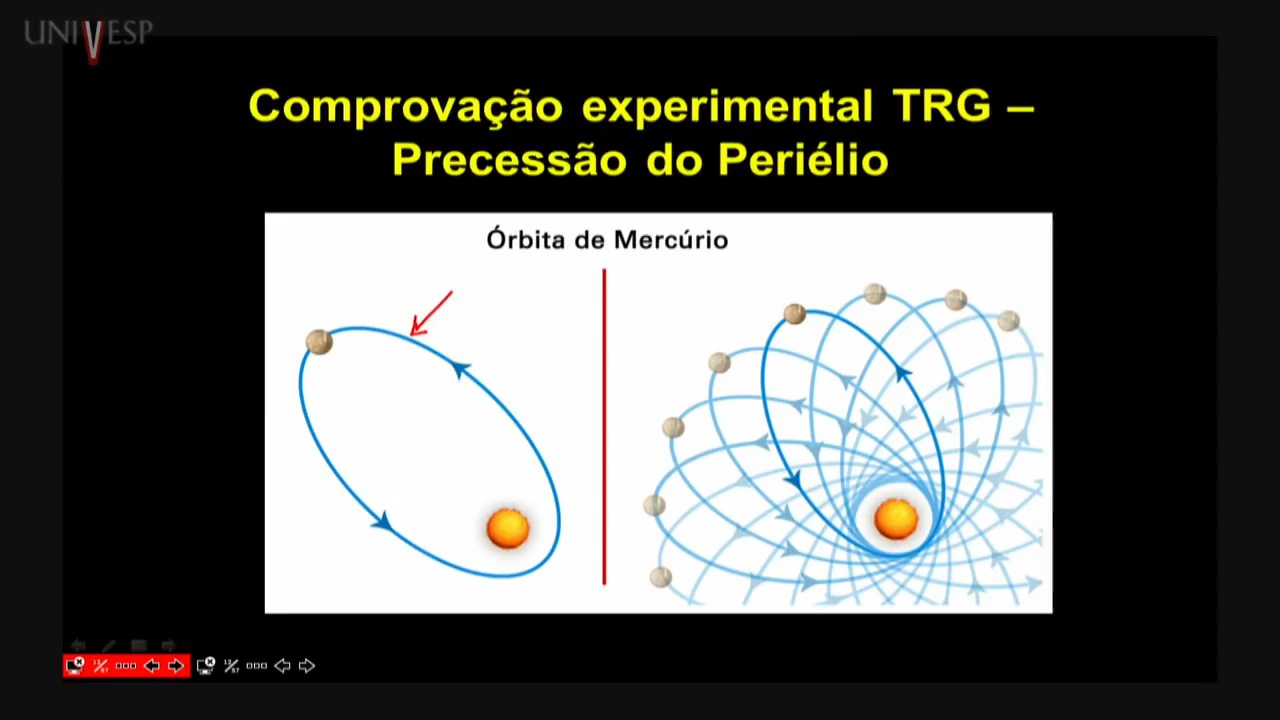 UNIVESP
Comprovação experimental TRG –
Precessão do Periélio
Órbita de Mercúrio